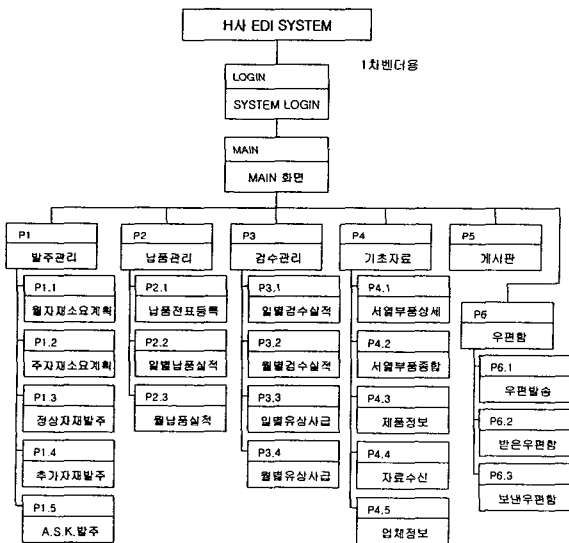 H사 EDI SYSTEM
1차벤더용
LOGIN
SYSTEM LOGIN
MAIN
MAIN 화면
P1
발주관리
P1.1
월자재소요계획
P1.2
주자재소요계획
P1.3
정상자재발주
P1.4
추가자재발주
P1.5
A.S.K.발주
P2
납품관리
P2.1
납품전표등록
P2.2
일별납품실적
P2.3
월납품실적
P3
검수관리
P3.1
일별검수실적
P3.2
월별검수실적
P3.3
일별유상사급
P3.4
월별유상사급
P4
기초자료
P4.1
서열부품상세
P4.2
서열부품종합
P4.3
제품정보
P4.4
자료수신
P4.5
업체정보
P5
게시판
P6
우편함
P6.1
우편발송
P6.2
받은우편함
P6.3
보낸우편함